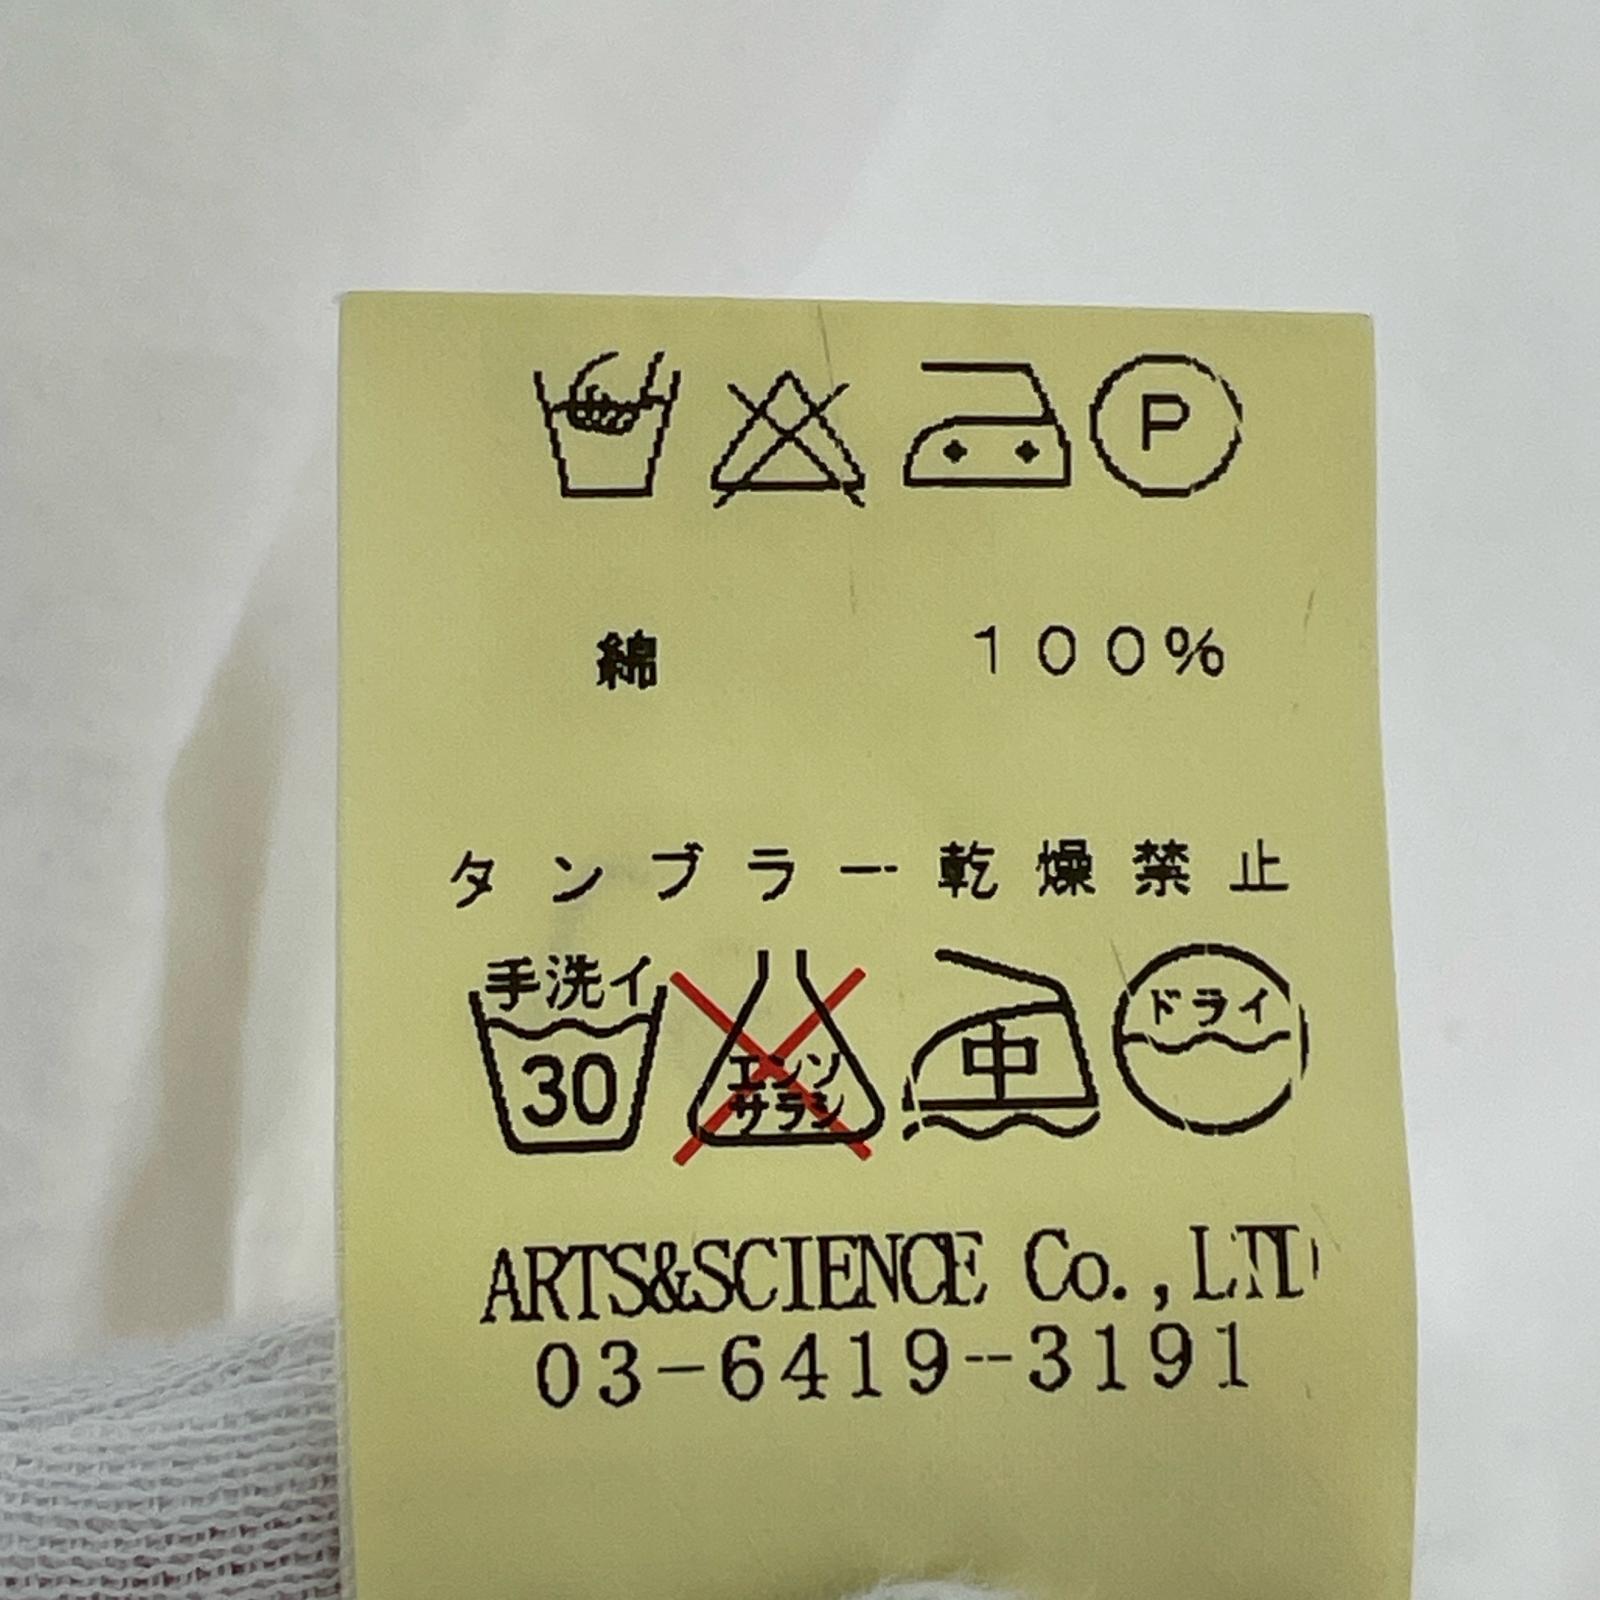 P
綿 100%
タンブラー乾燥禁止
手洗イ
30
エンソ
サラシ
中
ドライ
ARTS&SCIENCE Co.,LTD
03-6419-3191